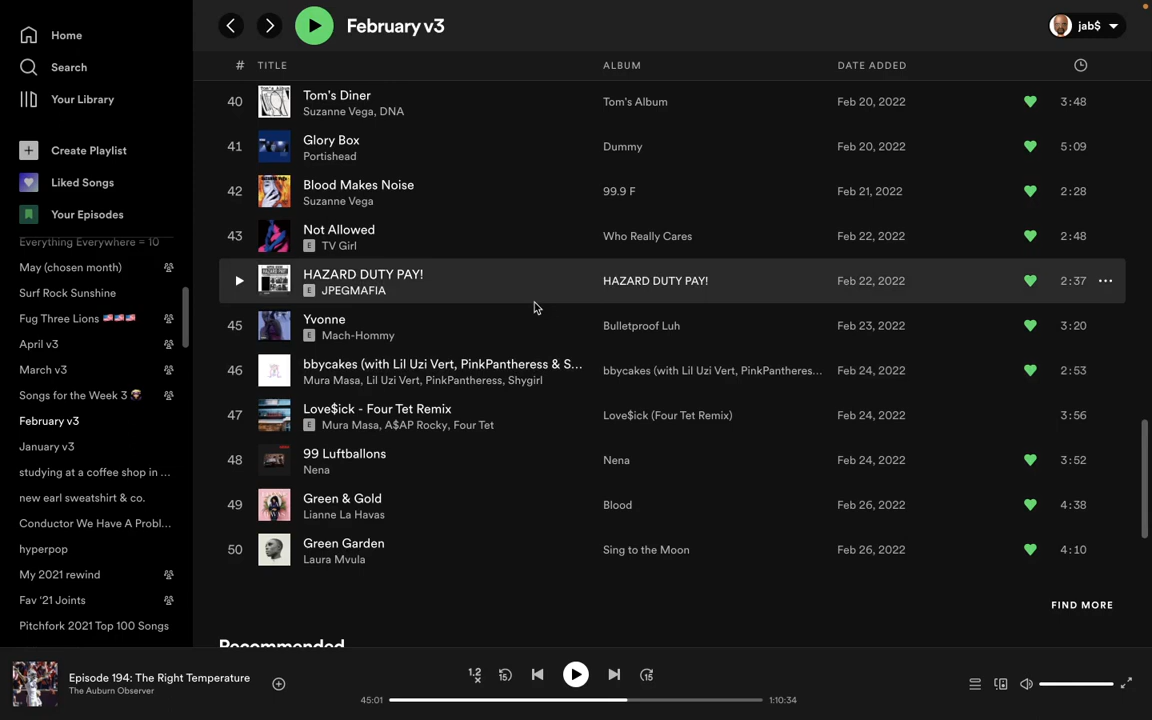 Home
Search
Your Library
Create Playlist
Liked Songs
Your Episodes
Everything Everywhere = 10
May (chosen month)
Surf Rock Sunshine
Fug Three Lions 🇺🇸🇺🇸🇺🇸
April v3
March v3
Songs for the Week 3
February v3
January v3
studying at a coffee shop in ...
new earl sweatshirt & co.
Conductor We Have A Probl...
hyperpop
My 2021 rewind
Fav '21 Joints
Pitchfork 2021 Top 100 Songs
February v3
jab$
# TITLE ALBUM DATE ADDED
40 Tom's Diner Tom's Album Feb 20, 2022 3:48
Suzanne Vega, DNA
41 Glory Box Dummy Feb 20, 2022 5:09
Portishead
42 Blood Makes Noise 99.9 F Feb 21, 2022 2:28
Suzanne Vega
43 Not Allowed Who Really Cares Feb 22, 2022 2:48
E TV Girl
HAZARD DUTY PAY! HAZARD DUTY PAY! Feb 22, 2022 2:37 ...
E JPEGMAFIA
45 Yvonne Bulletproof Luh Feb 23, 2022 3:20
E Mach-Hommy
46 bbycakes (with Lil Uzi Vert, PinkPantheress & S... bbycakes (with Lil Uzi Vert, PinkPantheres... Feb 24, 2022 2:53
Mura Masa, Lil Uzi Vert, PinkPantheress, Shygirl
47 Love$ick - Four Tet Remix Love$ick (Four Tet Remix) Feb 24, 2022 3:56
E Mura Masa, A$AP Rocky, Four Tet
48 99 Luftballons Nena Feb 24, 2022 3:52
Nena
49 Green & Gold Blood Feb 26, 2022 4:38
Lianne La Havas
50 Green Garden Sing to the Moon Feb 26, 2022 4:10
Laura Mvula
FIND MORE
Recommended
Episode 194: The Right Temperature
The Auburn Observer
1.2x 15 15
45:01 1:10:34